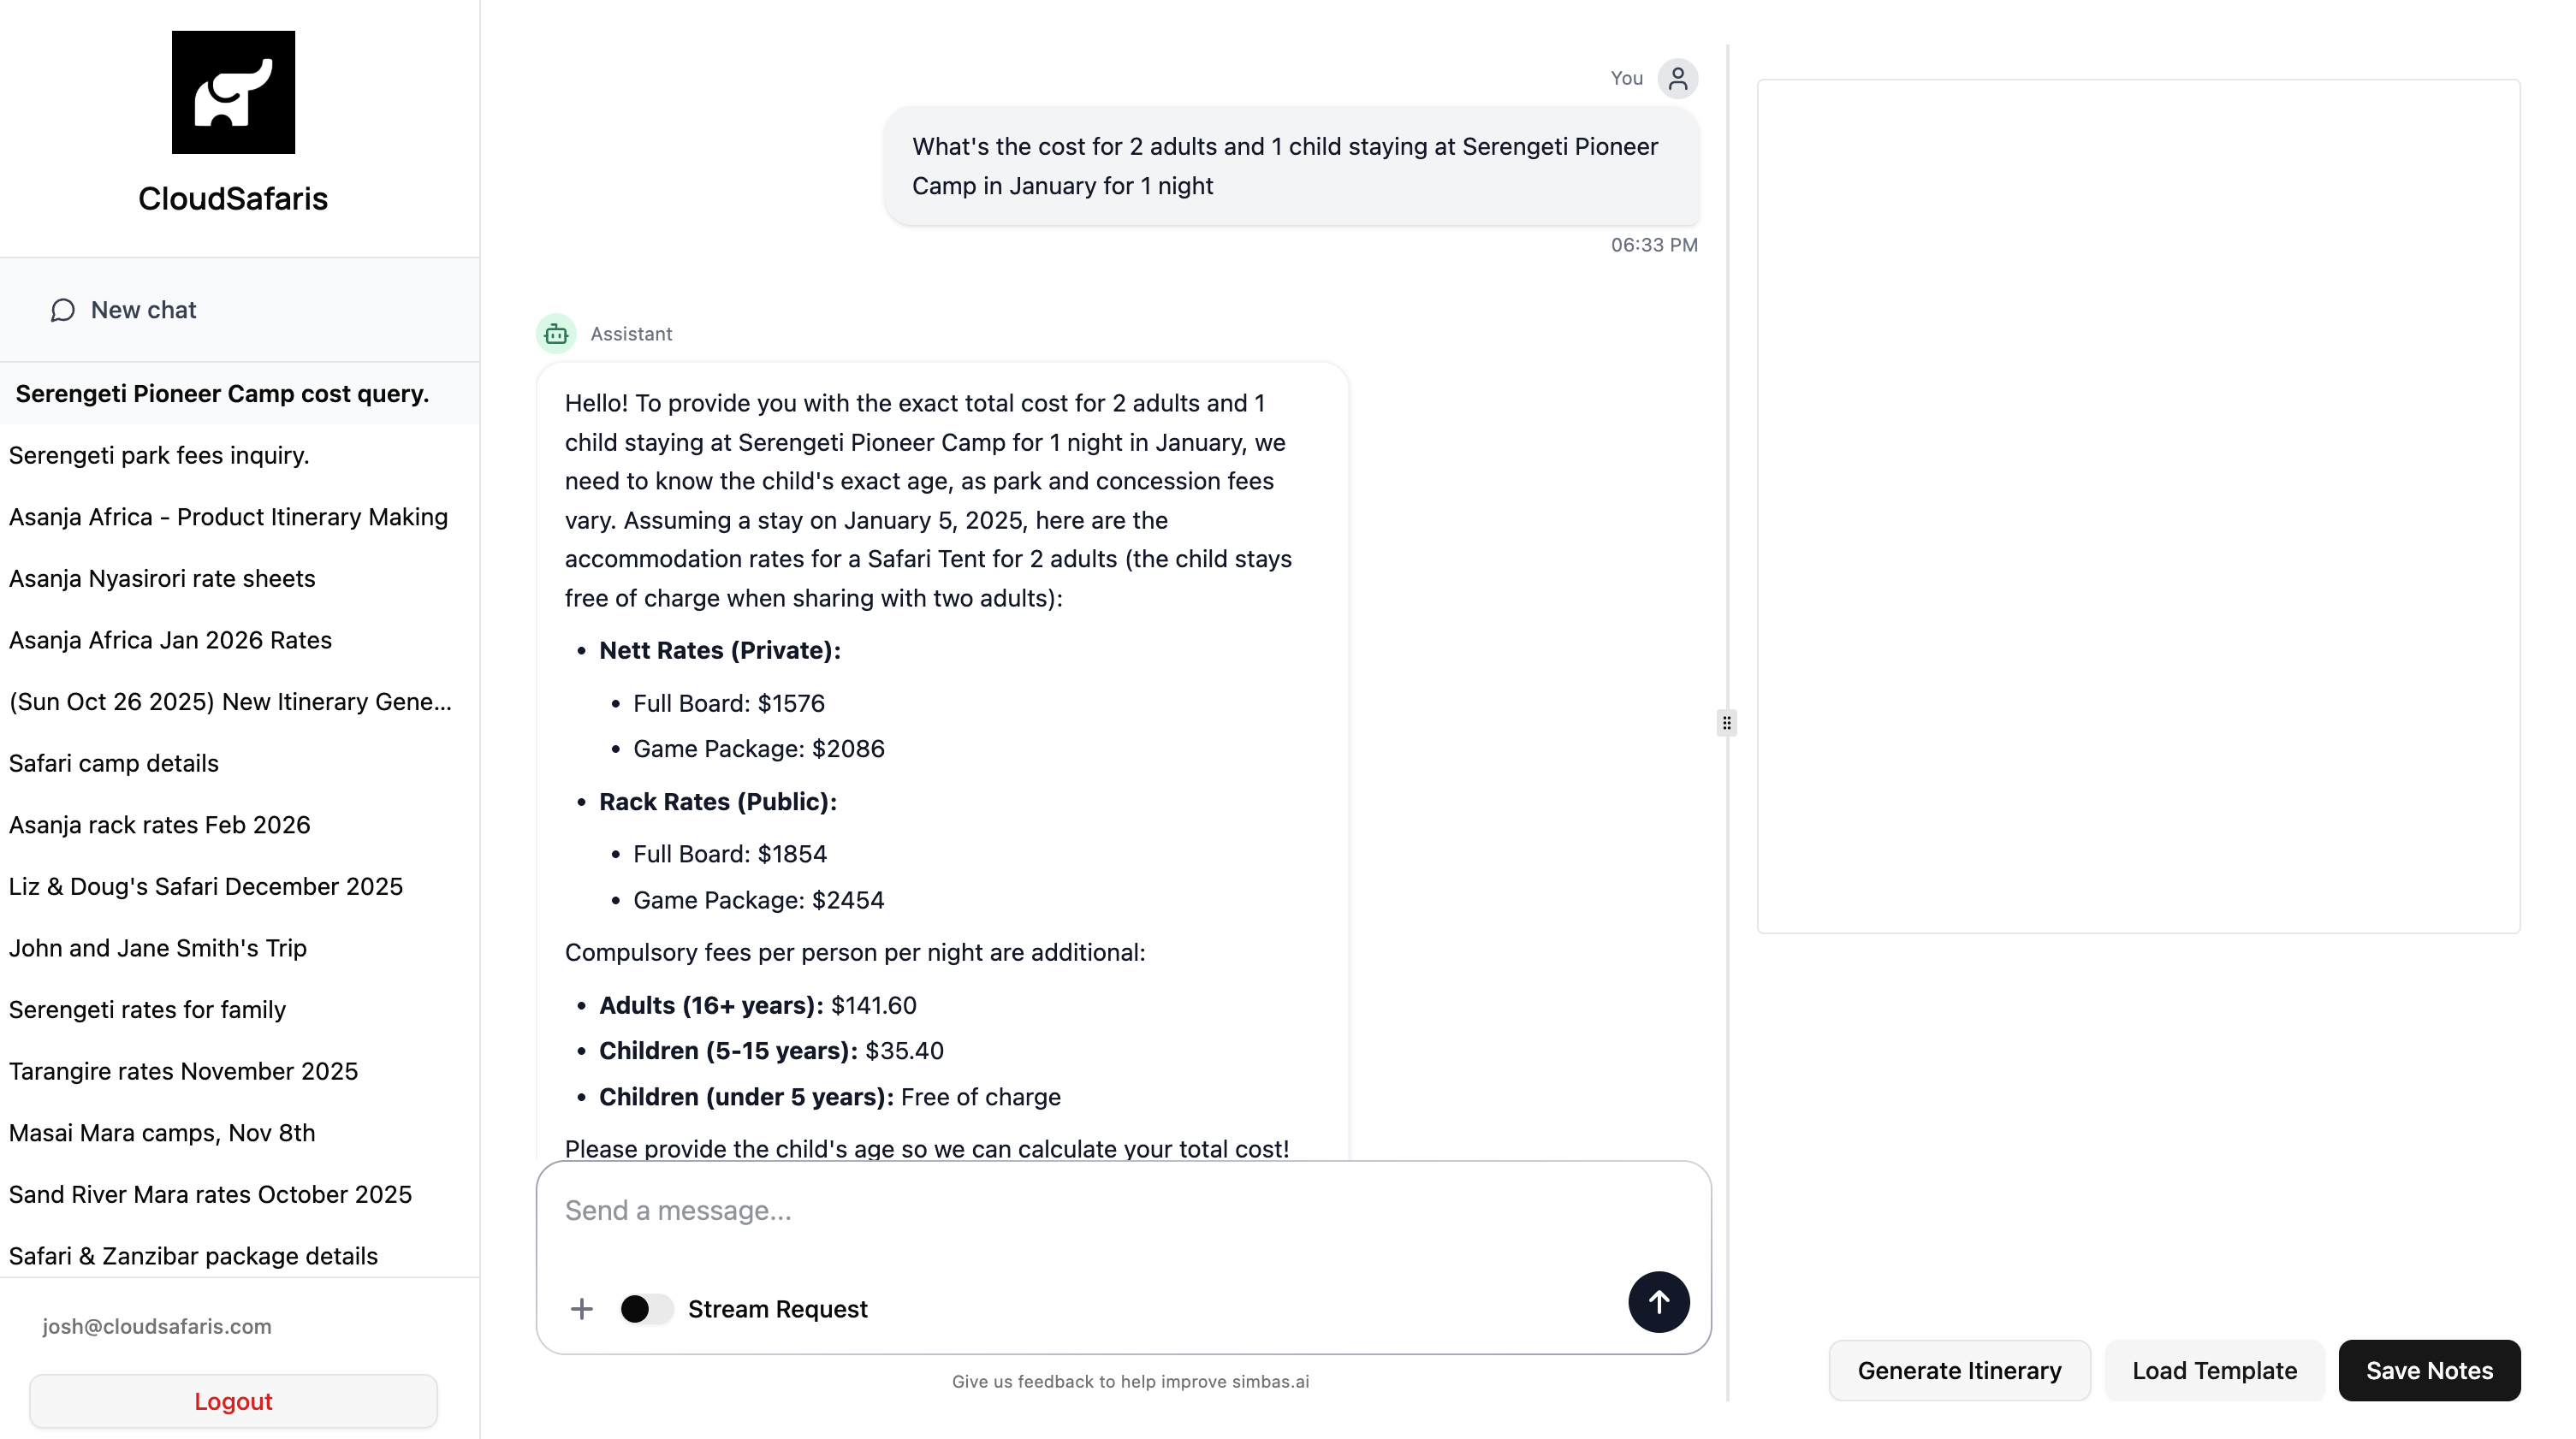 CloudSafaris
New chat
Serengeti Pioneer Camp cost query.
Serengeti park fees inquiry.
Asanja Africa - Product Itinerary Making
Asanja Nyasirori rate sheets
Asanja Africa Jan 2026 Rates
(Sun Oct 26 2025) New Itinerary Gene...
Safari camp details
Asanja rack rates Feb 2026
Liz & Doug's Safari December 2025
John and Jane Smith's Trip
Serengeti rates for family
Tarangire rates November 2025
Masai Mara camps, Nov 8th
Sand River Mara rates October 2025
Safari & Zanzibar package details
josh@cloudsafaris.com
Logout
You
What's the cost for 2 adults and 1 child staying at Serengeti Pioneer
Camp in January for 1 night
06:33 PM
Assistant
Hello! To provide you with the exact total cost for 2 adults and 1
child staying at Serengeti Pioneer Camp for 1 night in January, we
need to know the child's exact age, as park and concession fees
vary. Assuming a stay on January 5, 2025, here are the
accommodation rates for a Safari Tent for 2 adults (the child stays
free of charge when sharing with two adults):
• Nett Rates (Private):
• Full Board: $1576
• Game Package: $2086
• Rack Rates (Public):
• Full Board: $1854
• Game Package: $2454
Compulsory fees per person per night are additional:
• Adults (16+ years): $141.60
• Children (5-15 years): $35.40
• Children (under 5 years): Free of charge
Please provide the child's age so we can calculate your total cost!
Send a message...
Stream Request
Give us feedback to help improve simbas.ai
Generate Itinerary
Load Template
Save Notes